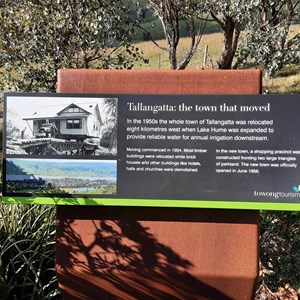 Tallangatta: the town that moved
In the 1950s the whole town of Tallangatta was relocated
eight kilometres west when Lake Hume was expanded to
provide reliable water for annual irrigation downstream.
Moving commenced in 1954. Most timber
buildings were relocated while brick
houses and other buildings like the hotels,
halls and churches were demolished.
In the new town, a shopping precinct was
constructed fronting two large triangles
of parkland. The new town was officially
opened in June 1956.
towongtourism